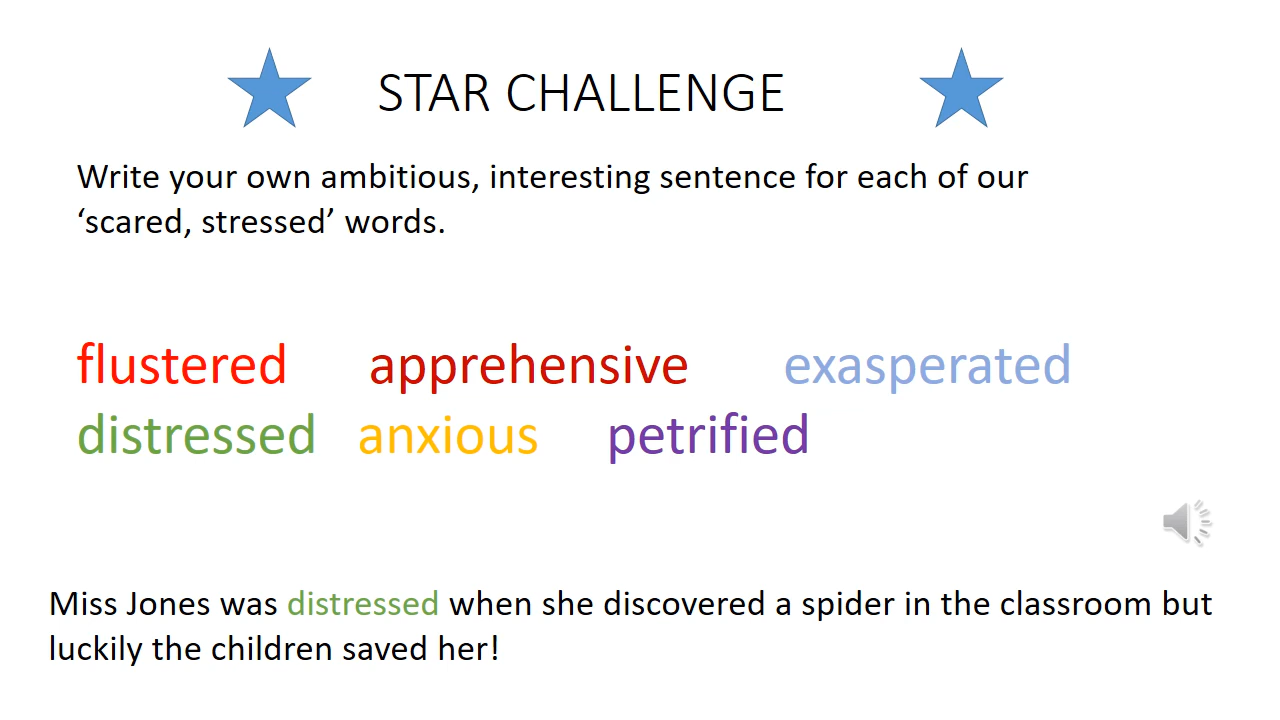 STAR CHALLENGE
Write your own ambitious, interesting sentence for each of our
‘scared, stressed’ words.
flustered apprehensive exasperated
distressed anxious petrified
Miss Jones was distressed when she discovered a spider in the classroom but
luckily the children saved her!